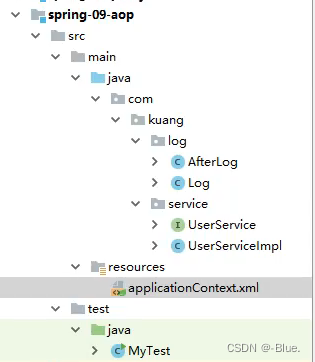 spring-09-aop
src
main
java
com
kuang
log
AfterLog
Log
service
UserService
UserServiceImpl
resources
applicationContext.xml
test
java
MyTest
CSDN @-Blue.